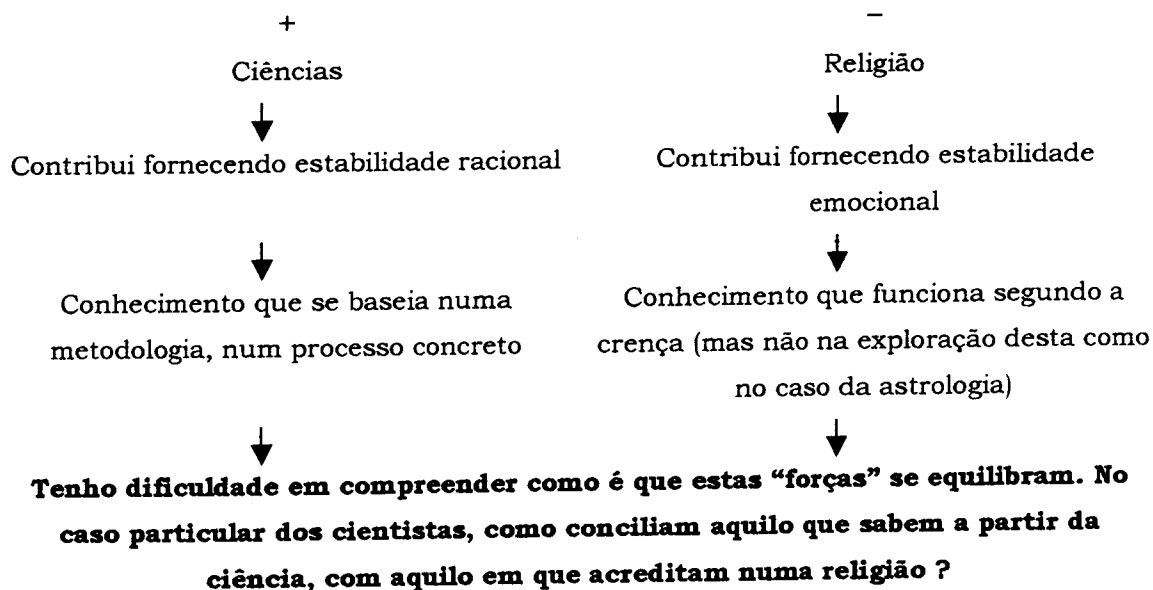 +
Ciências
Contribui fornecendo estabilidade racional
Conhecimento que se baseia numa
metodologia, num processo concreto
–
Religião
Contribui fornecendo estabilidade
emocional
Conhecimento que funciona segundo a
crença (mas não na exploração desta como
no caso da astrologia)
Tenho dificuldade em compreender como é que estas “forças” se equilibram. No
caso particular dos cientistas, como conciliam aquilo que sabem a partir da
ciência, com aquilo em que acreditam numa religião ?